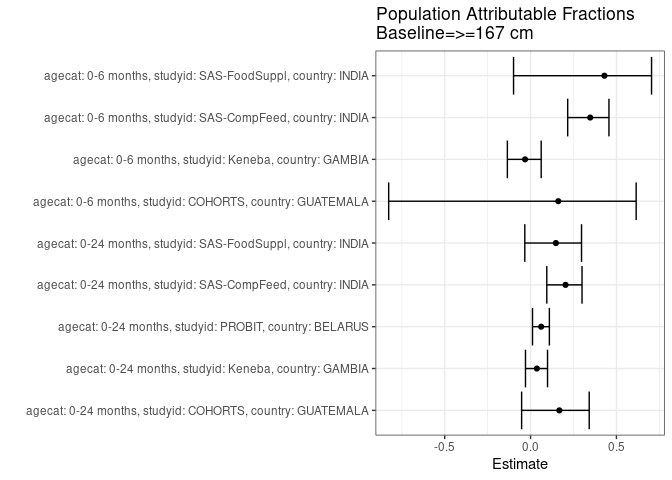 Population Attributable Fractions
Baseline=>=167 cm
agecat: 0-6 months, studyid: SAS-FoodSuppl, country: INDIA
agecat: 0-6 months, studyid: SAS-CompFeed, country: INDIA
agecat: 0-6 months, studyid: Keneba, country: GAMBIA
agecat: 0-6 months, studyid: COHORTS, country: GUATEMALA
agecat: 0-24 months, studyid: SAS-FoodSuppl, country: INDIA
agecat: 0-24 months, studyid: SAS-CompFeed, country: INDIA
agecat: 0-24 months, studyid: PROBIT, country: BELARUS
agecat: 0-24 months, studyid: Keneba, country: GAMBIA
agecat: 0-24 months, studyid: COHORTS, country: GUATEMALA
-0.5 0.0 0.5
Estimate